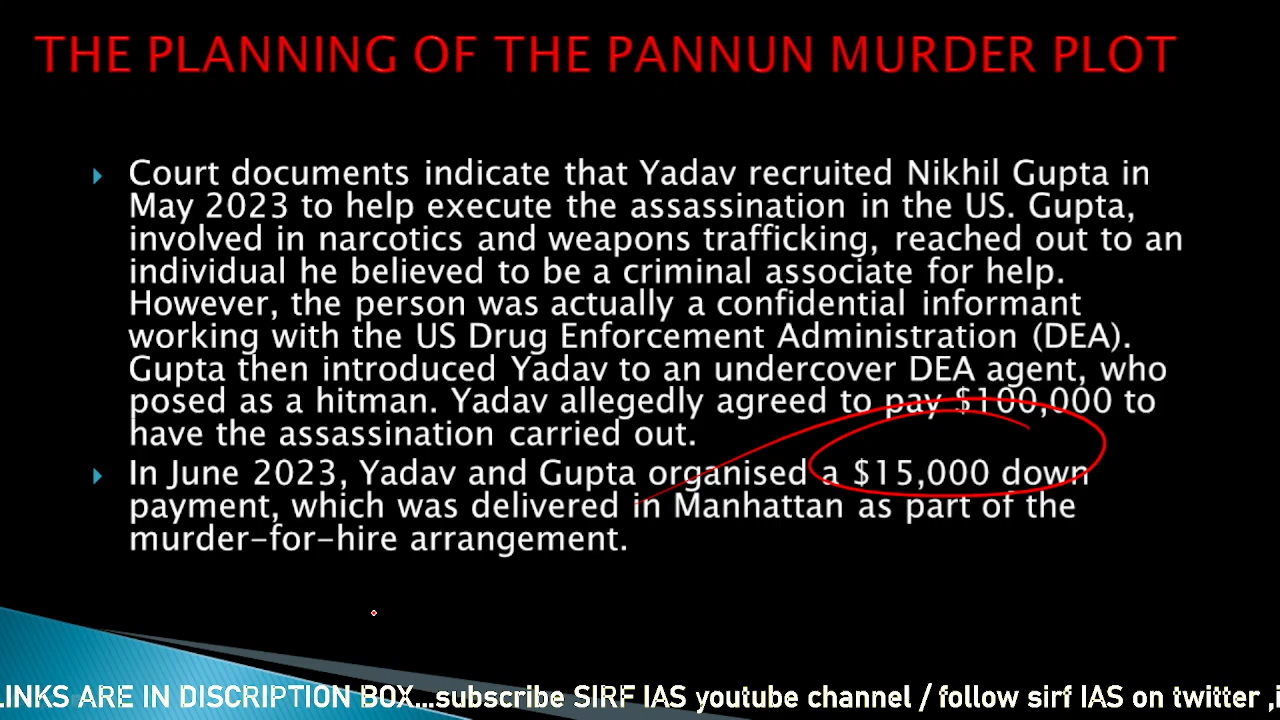 THE PLANNING OF THE PANNUN MURDER PLOT
Court documents indicate that Yadav recruited Nikhil Gupta in
May 2023 to help execute the assassination in the US. Gupta,
involved in narcotics and weapons trafficking, reached out to an
individual he believed to be a criminal associate for help.
However, the person was actually a confidential informant
working with the US Drug Enforcement Administration (DEA).
Gupta then introduced Yadav to an undercover DEA agent, who
posed as a hitman. Yadav allegedly agreed to pay $100,000 to
have the assassination carried out.
In June 2023, Yadav and Gupta organised a $15,000 down
payment, which was delivered in Manhattan as part of the
murder-for-hire arrangement.
LINKS ARE IN DISCRIPTION BOX...subscribe SIRF IAS youtube channel / follow sirf IAS on twitter ,